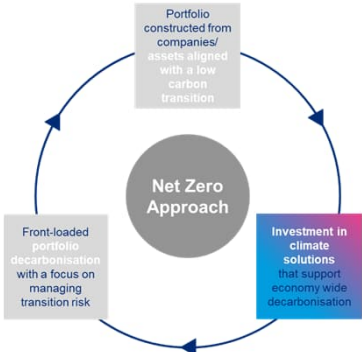 Portfolio
constructed from
companies/
assets aligned
with a low
carbon
transition
Net Zero
Approach
Front-loaded
portfolio
decarbonisation
with a focus on
managing
transition risk
Investment in
climate
solutions
that support
economy wide
decarbonisation